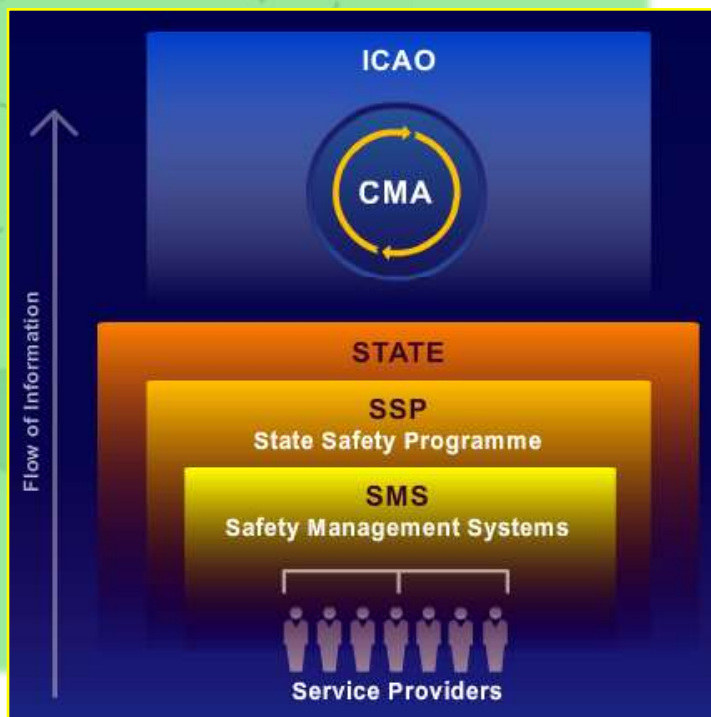 ICAO
CMA
Flow of Information
STATE
SSP
State Safety Programme
SMS
Safety Management Systems
Service Providers